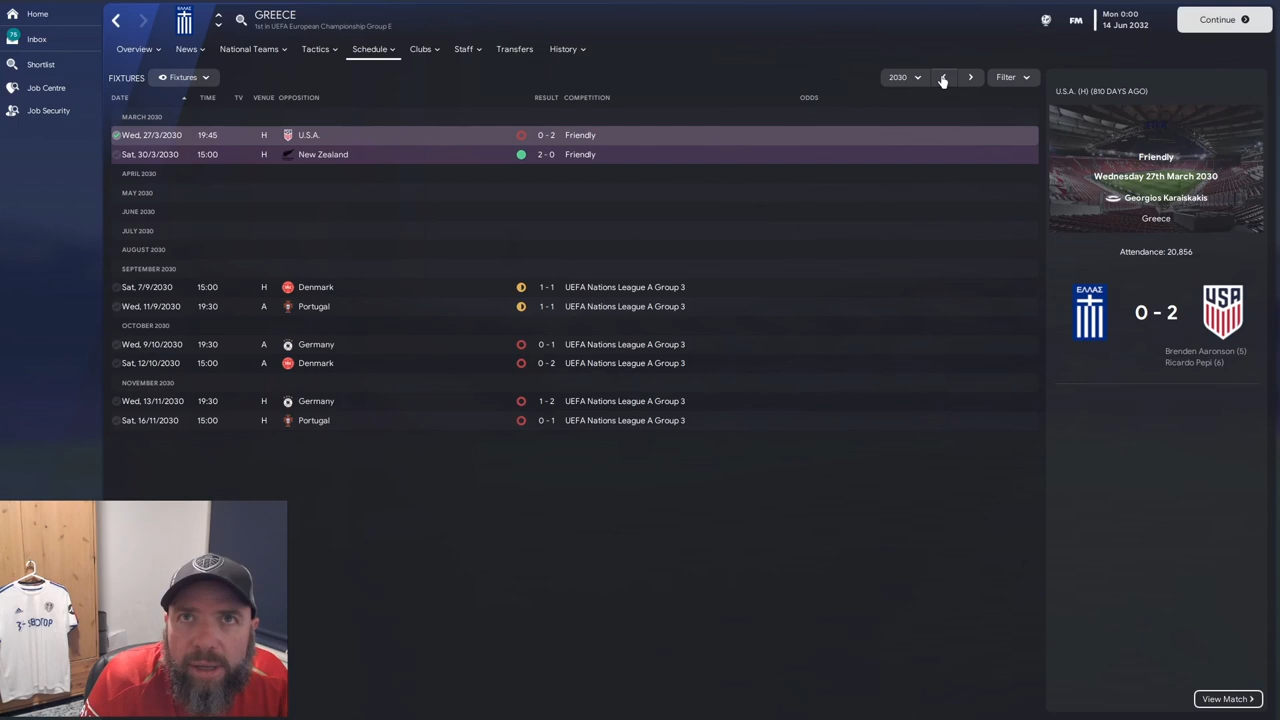 Home
75
Inbox
Shortlist
Job Centre
Job Security
ΕΛΛΑΣ
GREECE
1st in UEFA European Championship Group E
FM
Mon 0:00
14 Jun 2032
Continue
Overview
News
National Teams
Tactics
Schedule
Clubs
Staff
Transfers
History
FIXTURES
Fixtures
2030
Filter
DATE TIME TV VENUE OPPOSITION RESULT COMPETITION ODDS
MARCH 2030
Wed, 27/3/2030 19:45 H U.S.A. 0 - 2 Friendly
Sat, 30/3/2030 15:00 H New Zealand 2 - 0 Friendly
APRIL 2030
MAY 2030
JUNE 2030
JULY 2030
AUGUST 2030
SEPTEMBER 2030
Sat, 7/9/2030 15:00 H Denmark 1 - 1 UEFA Nations League A Group 3
Wed, 11/9/2030 19:30 A Portugal 1 - 1 UEFA Nations League A Group 3
OCTOBER 2030
Wed, 9/10/2030 19:30 A Germany 0 - 1 UEFA Nations League A Group 3
Sat, 12/10/2030 15:00 A Denmark 0 - 2 UEFA Nations League A Group 3
NOVEMBER 2030
Wed, 13/11/2030 19:30 H Germany 1 - 2 UEFA Nations League A Group 3
Sat, 16/11/2030 15:00 H Portugal 0 - 1 UEFA Nations League A Group 3
U.S.A. (H) (810 DAYS AGO)
Friendly
Wednesday 27th March 2030
Georgios Karaiskakis
Greece
Attendance: 20,856
ΕΛΛΑΣ
0 - 2
Brenden Aaronson (5)
Ricardo Pepi (6)
View Match